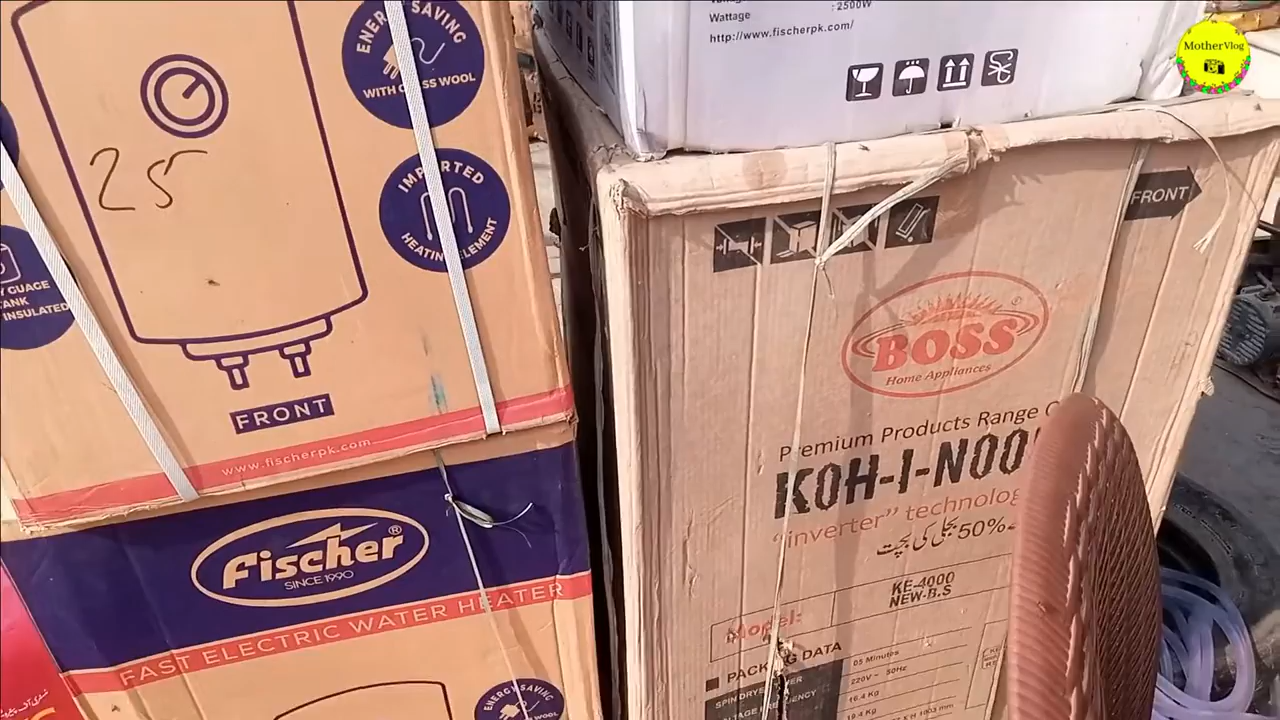 ENERGY SAVING
WITH GLASS WOOL
25
IMPORTED
HEATING ELEMENT
GUAGE
TANK
INSULATED
FRONT
www.fischerpk.com
Fischer®
SINCE 1990
FAST ELECTRIC WATER HEATER
ENERGY SAVING
WOOL
Wattage : 2500W
http://www.fischerpk.com/
MotherVlog
FRONT
BOSS®
Home Appliances
Premium Products Range
KOH-I-NOO
"inverter" technolog
50% بجلی کی بچت
Model: KE-4000
NEW-B.S
PACKING DATA
05 Minutes
220V~ 50Hz
16.4 Kg
19.4 Kg